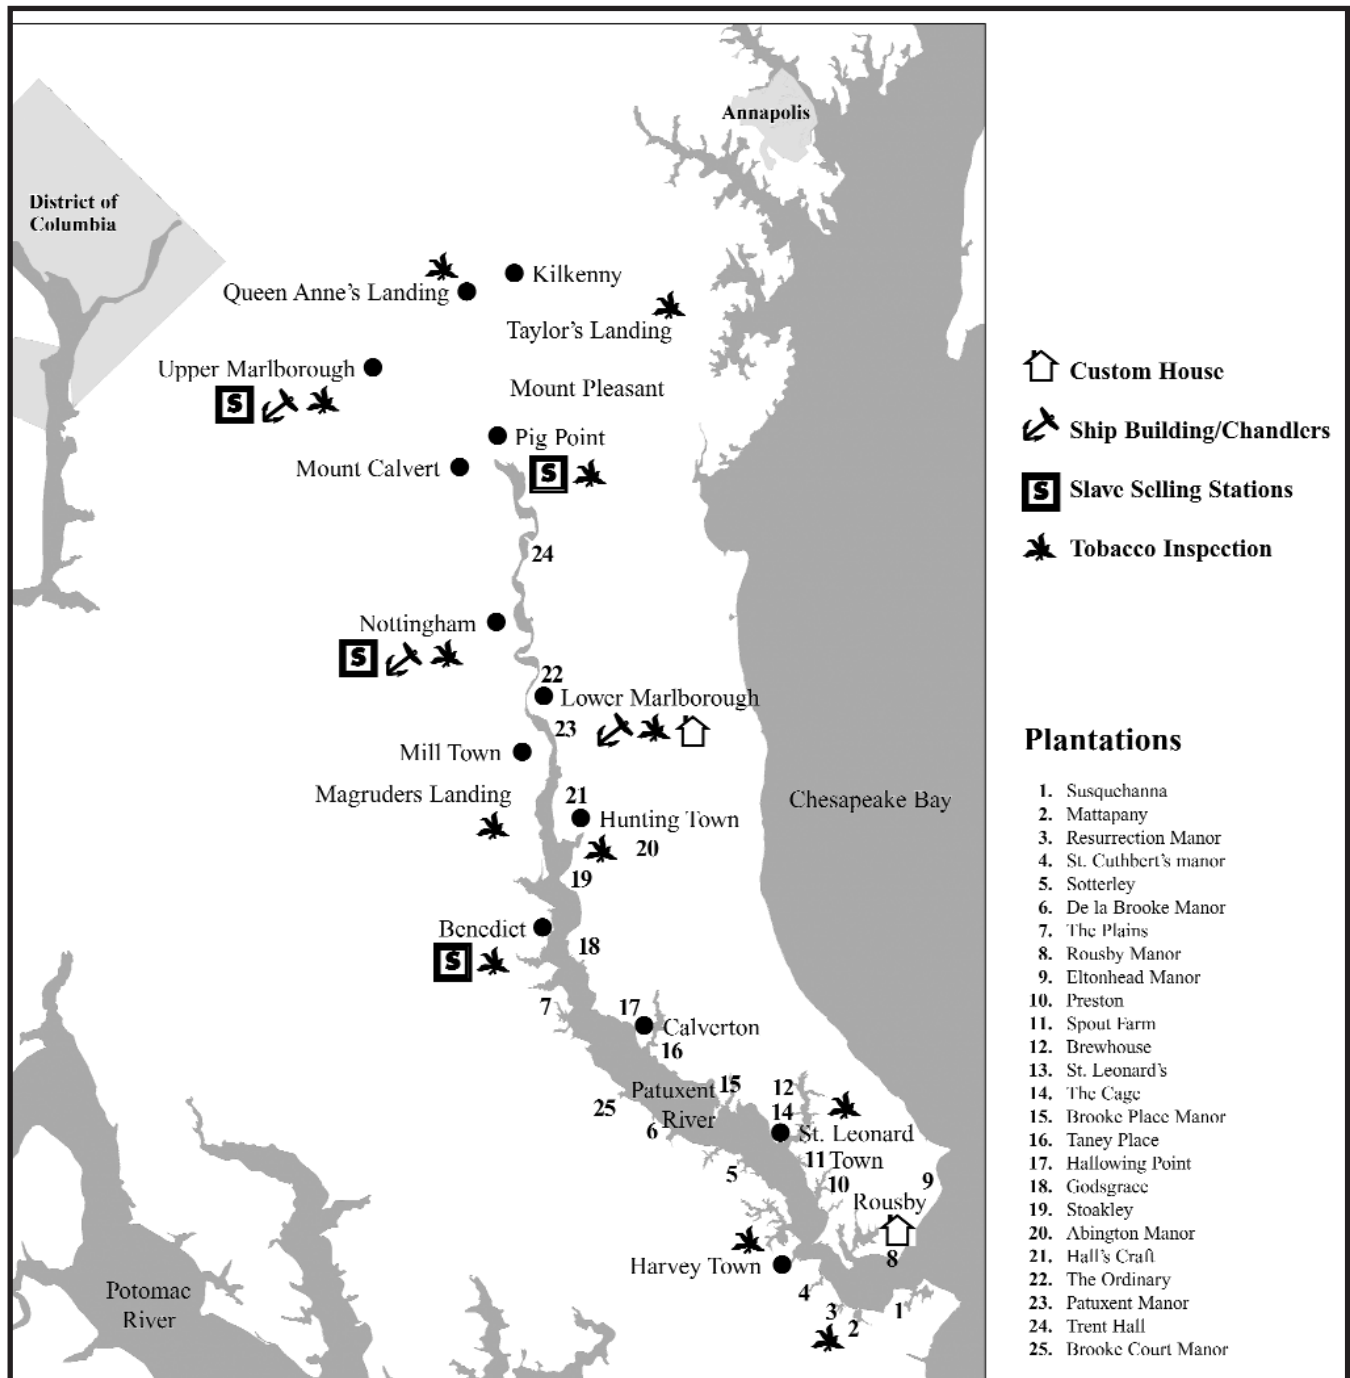 Annapolis
District of
Columbia
Kilkenny
Queen Anne's Landing
Taylor's Landing
Upper Marlborough
S
Mount Pleasant
Pig Point
S
Mount Calvert
24
Nottingham
S
22
Lower Marlborough
23
Mill Town
Magruders Landing
21
Hunting Town
20
19
Benedict
S
18
7
17
Calverton
16
Patuxent
River
15
12
14
25
6
St. Leonard
Town
11
5
10
9
Rousby
8
Harvey Town
4
3
2
1
Chesapeake Bay
Potomac
River
Custom House
Ship Building/Chandlers
S Slave Selling Stations
Tobacco Inspection
Plantations
1. Susquehanna
2. Mattapany
3. Resurrection Manor
4. St. Cuthbert's manor
5. Sotterley
6. De la Brooke Manor
7. The Plains
8. Rousby Manor
9. Eltonhead Manor
10. Preston
11. Spout Farm
12. Brewhouse
13. St. Leonard's
14. The Cage
15. Brooke Place Manor
16. Taney Place
17. Hallowing Point
18. Godsgrace
19. Stoakley
20. Abington Manor
21. Hall's Craft
22. The Ordinary
23. Patuxent Manor
24. Trent Hall
25. Brooke Court Manor